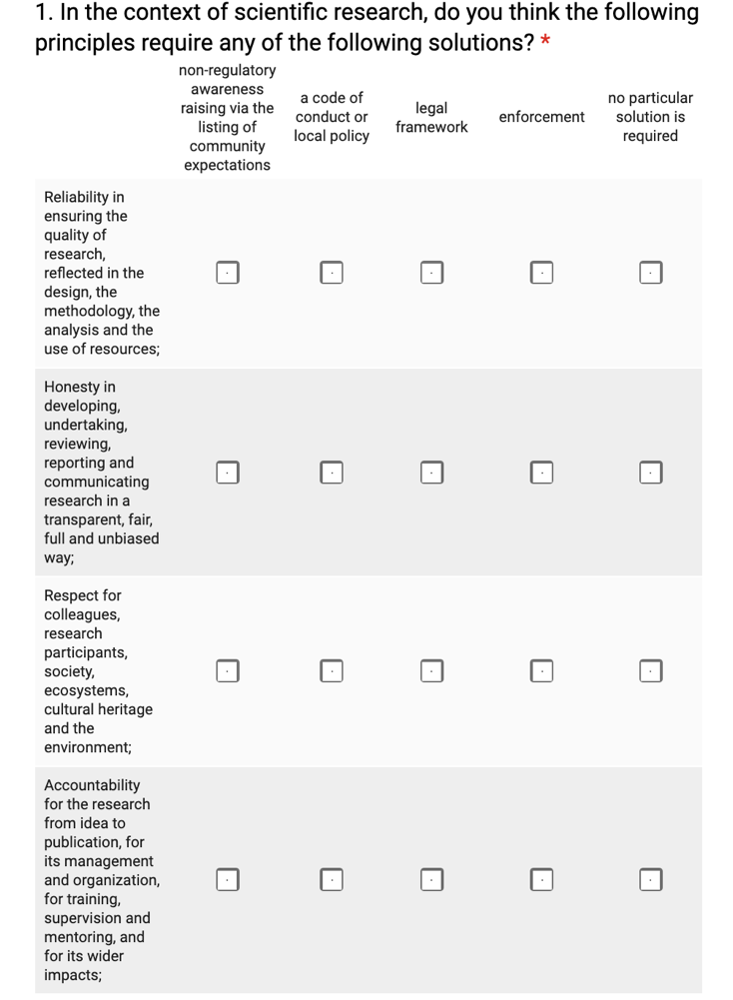 1. In the context of scientific research, do you think the following
principles require any of the following solutions? *
non-regulatory
awareness
raising via the
listing of
community
expectations
a code of
conduct or
local policy
legal
framework
enforcement
no particular
solution is
required
Reliability in
ensuring the
quality of
research,
reflected in the
design, the
methodology, the
analysis and the
use of resources;
Honesty in
developing,
undertaking,
reviewing,
reporting and
communicating
research in a
transparent, fair,
full and unbiased
way;
Respect for
colleagues,
research
participants,
society,
ecosystems,
cultural heritage
and the
environment;
Accountability
for the research
from idea to
publication, for
its management
and organization,
for training,
supervision and
mentoring, and
for its wider
impacts;